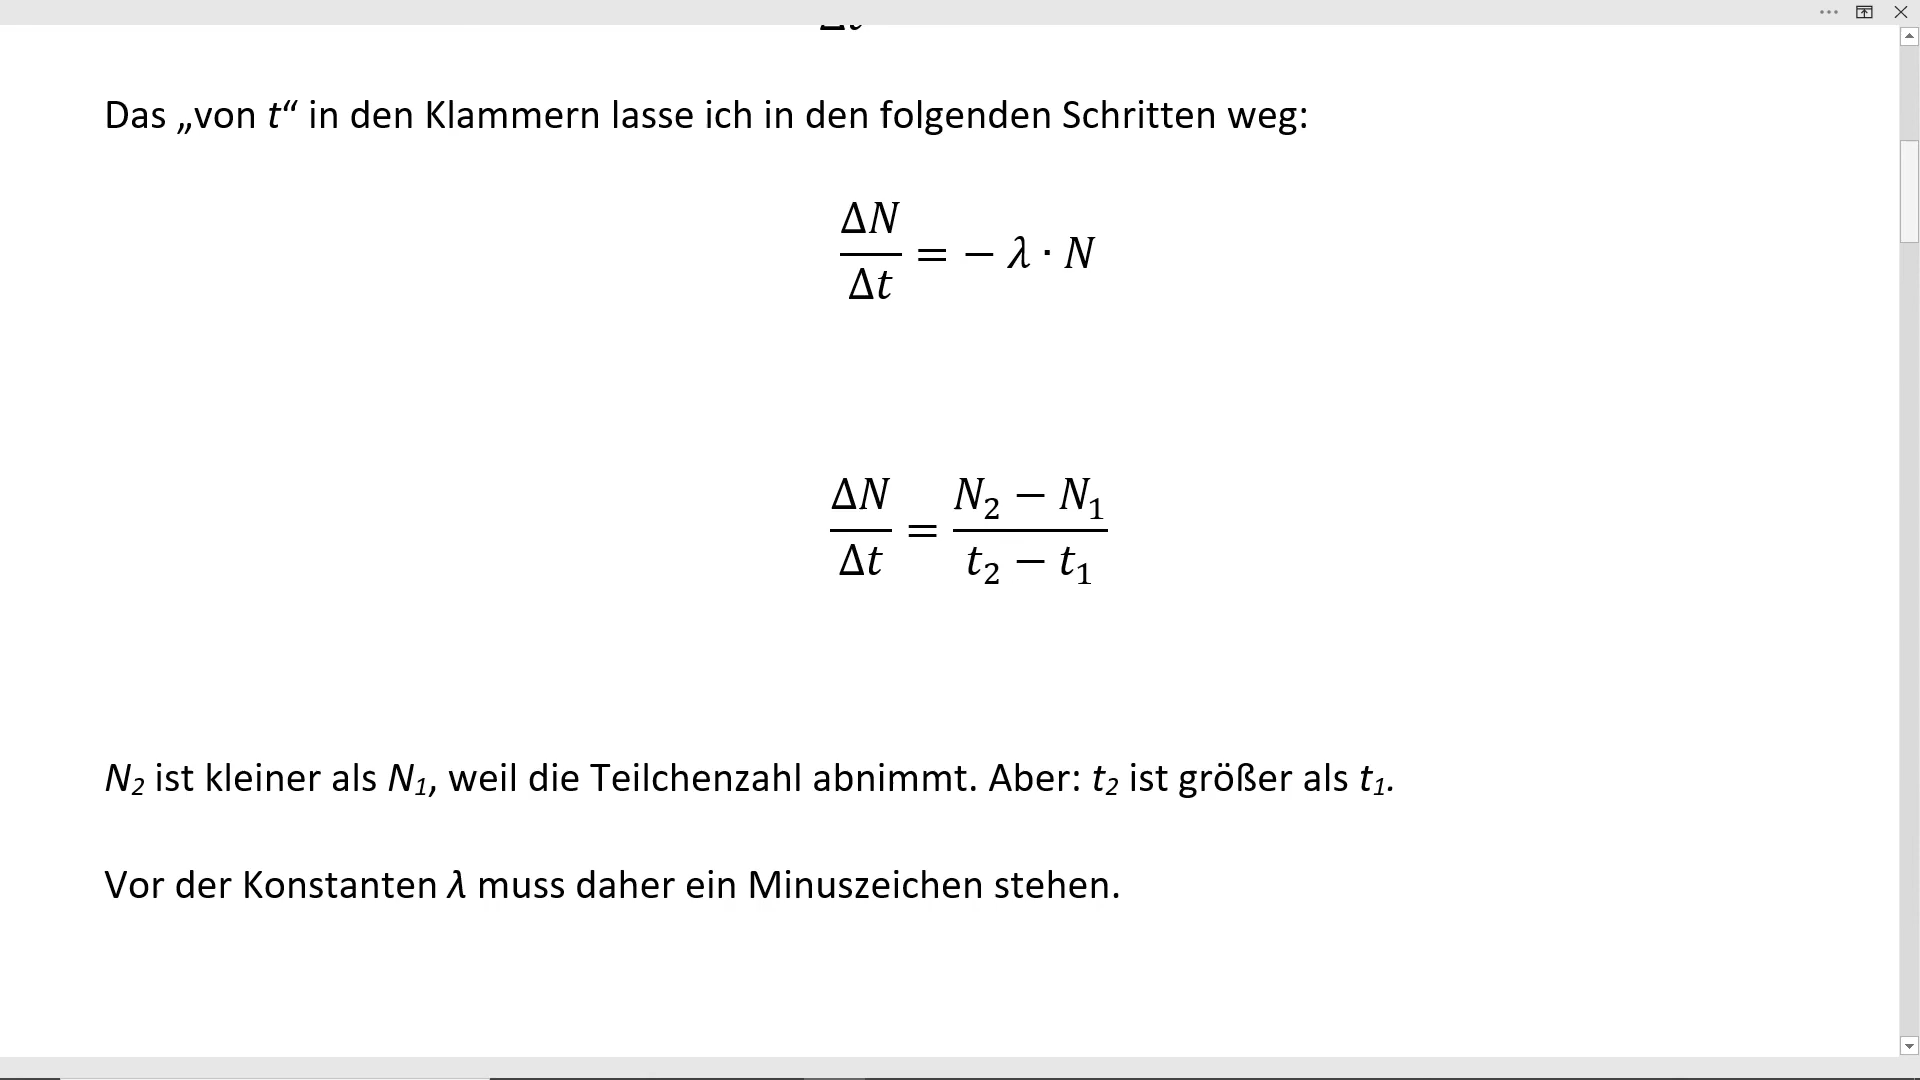 Das „von t“ in den Klammern lasse ich in den folgenden Schritten weg:
ΔN/Δt = − λ · N
ΔN/Δt = (N₂ − N₁)/(t₂ − t₁)
N₂ ist kleiner als N₁, weil die Teilchenzahl abnimmt. Aber: t₂ ist größer als t₁.
Vor der Konstanten λ muss daher ein Minuszeichen stehen.